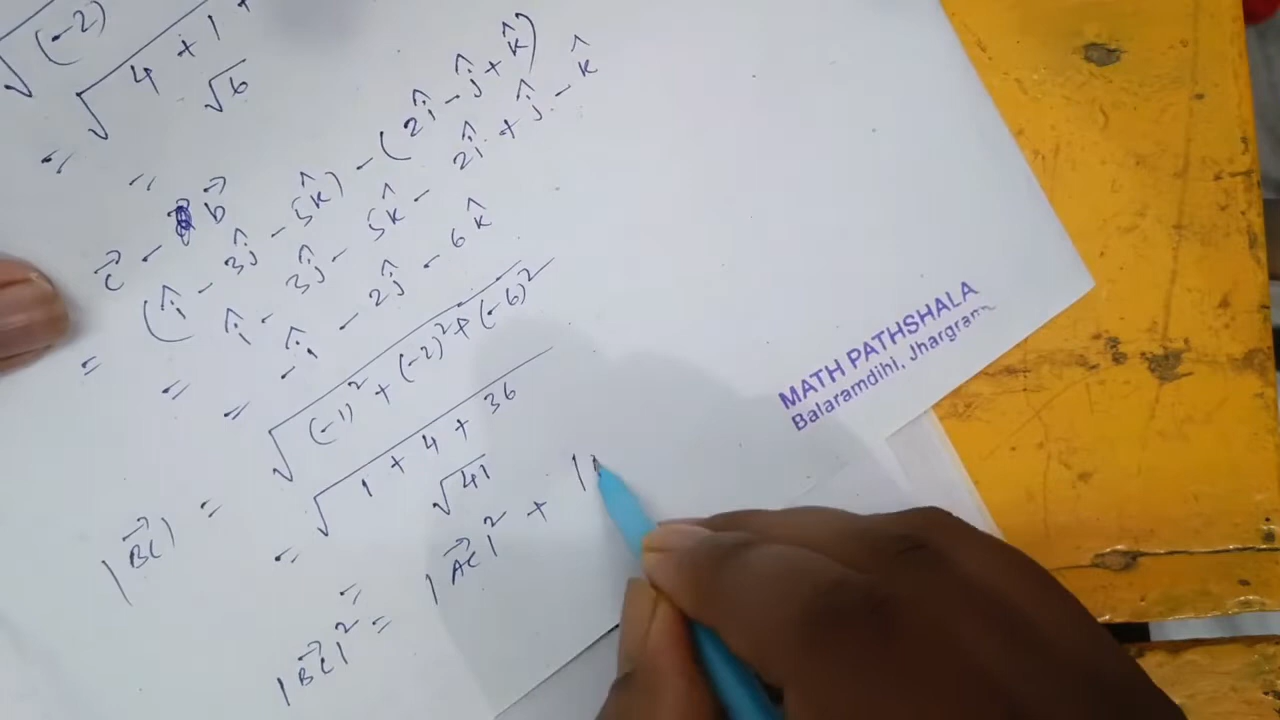 √(-2)
= √4 + 1 +
= √6
c⃗ - b⃗
= (î - 3ĵ - 5k̂) - (2î - ĵ + k̂)
= î - 3ĵ - 5k̂ - 2î + ĵ - k̂
= -î - 2ĵ - 6k̂
|BC⃗| = √(-1)² + (-2)² + (-6)²
= √1 + 4 + 36
= √41
|BC⃗|² = |AC⃗|² + |
MATH PATHSHALA
Balaramdihi, Jhargram